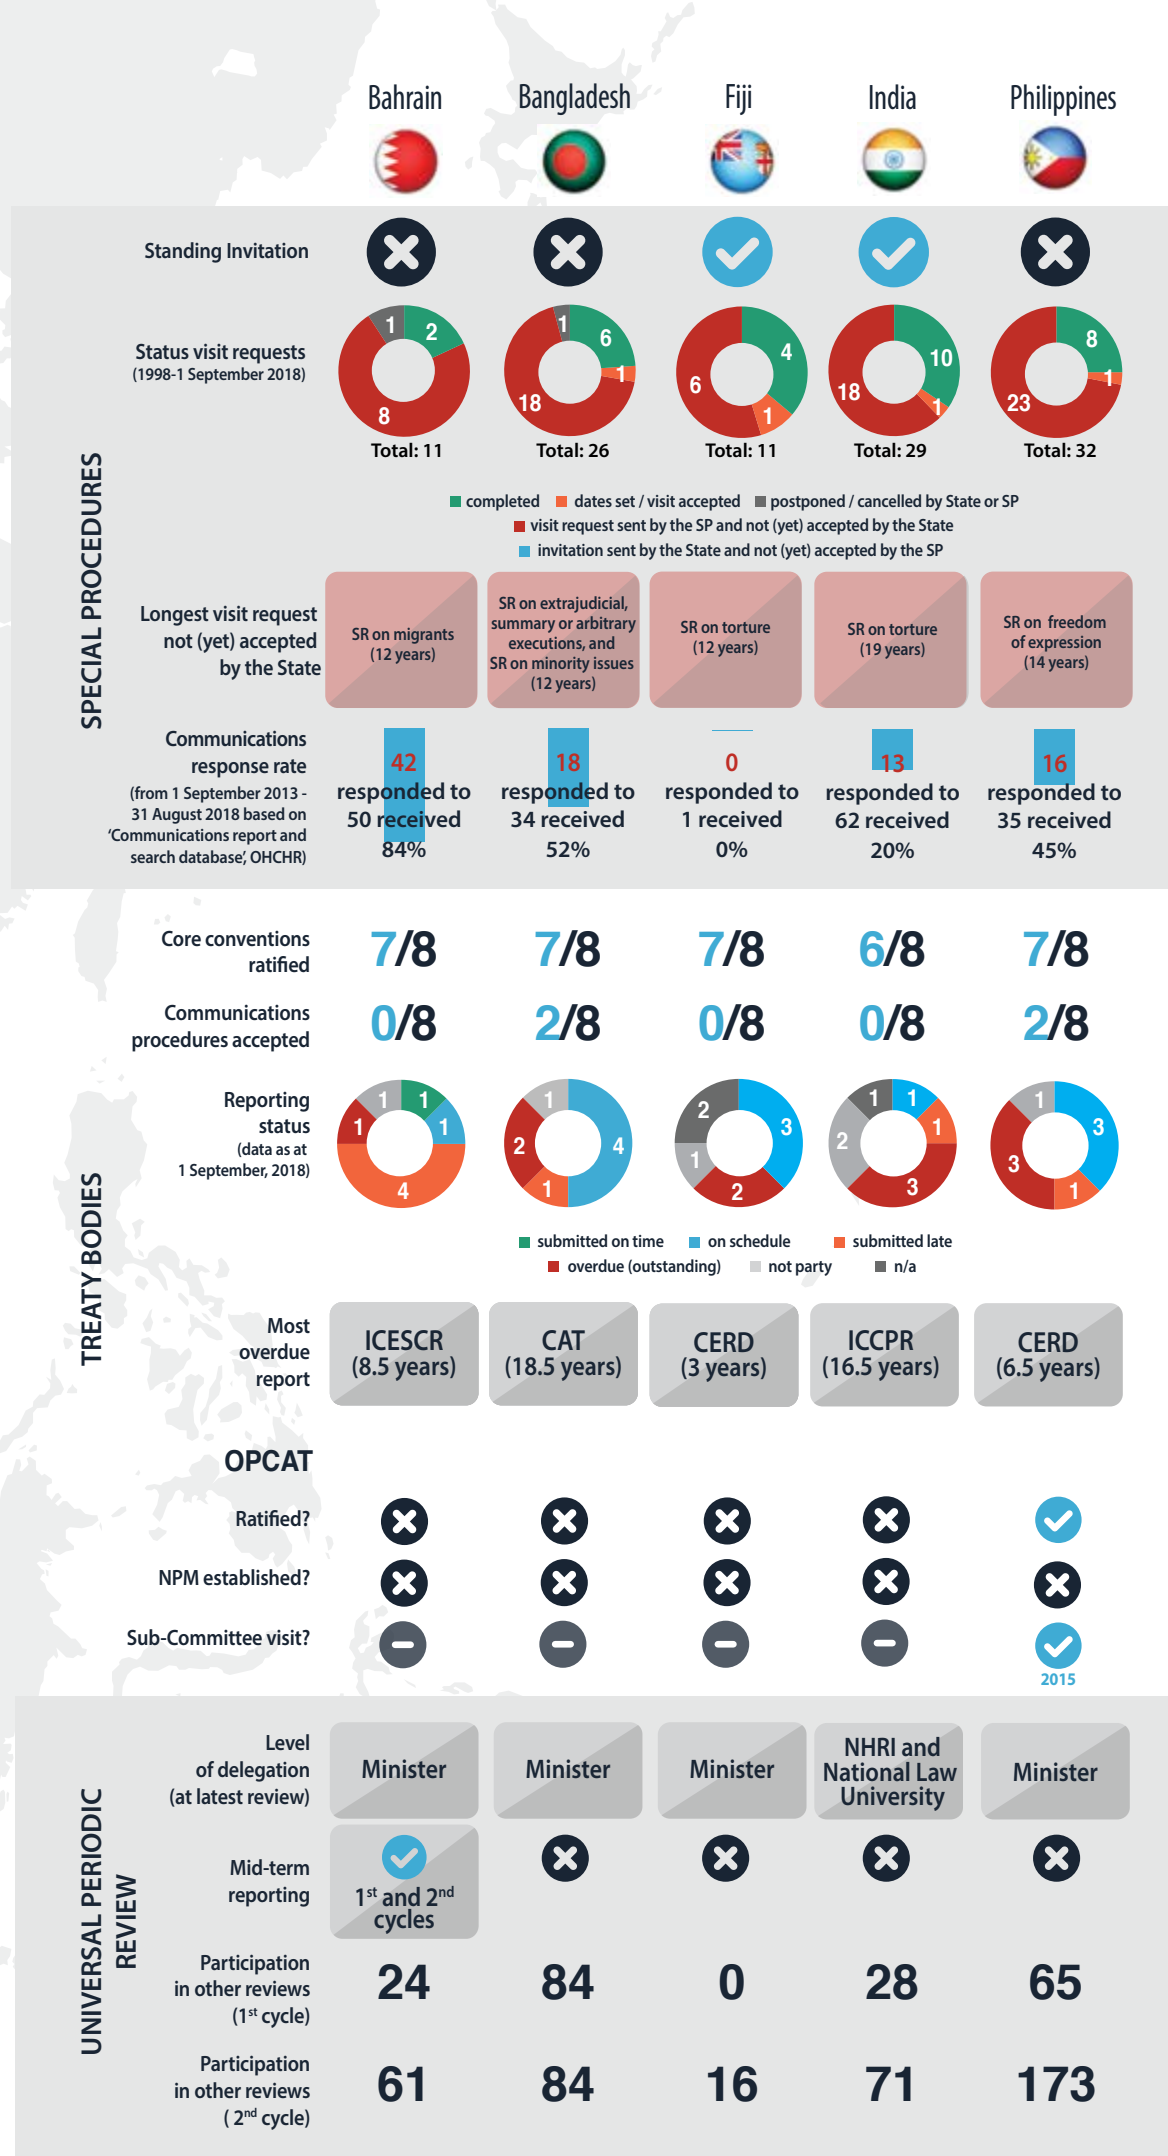 Bahrain Bangladesh Fiji India Philippines
SPECIAL PROCEDURES
Standing Invitation
Status visit requests
(1998-1 September 2018)
1 2 8
Total: 11
1 6 1 18
Total: 26
4 1 6
Total: 11
10 1 18
Total: 29
8 1 23
Total: 32
completed dates set / visit accepted postponed / cancelled by State or SP
visit request sent by the SP and not (yet) accepted by the State
invitation sent by the State and not (yet) accepted by the SP
Longest visit request
not (yet) accepted
by the State
SR on migrants
(12 years)
SR on extrajudicial,
summary or arbitrary
executions, and
SR on minority issues
(12 years)
SR on torture
(12 years)
SR on torture
(19 years)
SR on freedom
of expression
(14 years)
Communications
response rate
(from 1 September 2013 -
31 August 2018 based on
‘Communications report and
search database’, OHCHR)
42
responded to
50 received
84%
18
responded to
34 received
52%
0
responded to
1 received
0%
13
responded to
62 received
20%
16
responded to
35 received
45%
TREATY BODIES
Core conventions
ratified
7/8 7/8 7/8 6/8 7/8
Communications
procedures accepted
0/8 2/8 0/8 0/8 2/8
Reporting
status
(data as at
1 September, 2018)
1 1 1 4 1
1 4 1 2
2 3 1 2
1 1 1 2 3
1 3 1 3
submitted on time on schedule submitted late
overdue (outstanding) not party n/a
Most
overdue
report
ICESCR
(8.5 years)
CAT
(18.5 years)
CERD
(3 years)
ICCPR
(16.5 years)
CERD
(6.5 years)
OPCAT
Ratified?
NPM established?
Sub-Committee visit?
2015
UNIVERSAL PERIODIC
REVIEW
Level
of delegation
(at latest review)
Minister
Minister
Minister
NHRI and
National Law
University
Minister
Mid-term
reporting
1st and 2nd
cycles
Participation
in other reviews
(1st cycle)
24 84 0 28 65
Participation
in other reviews
( 2nd cycle)
61 84 16 71 173